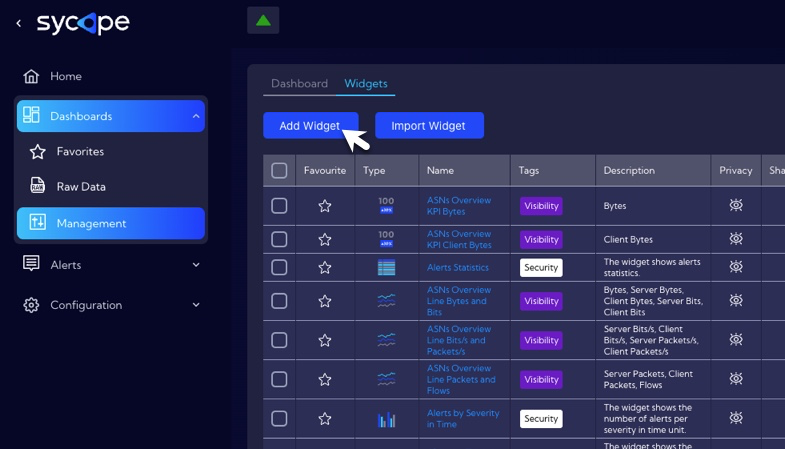 sycope
Home
Dashboards
Favorites
RAW
Raw Data
Management
Alerts
Configuration
Dashboard Widgets
Add Widget Import Widget
Favourite Type Name Tags Description Privacy Sha
100
ASNs Overview
KPI Bytes
Visibility
Bytes
100
ASNs Overview
KPI Client Bytes
Visibility
Client Bytes
Alerts Statistics
Security
The widget shows alerts
statistics.
ASNs Overview
Line Bytes and
Bits
Visibility
Bytes, Server Bytes,
Client Bytes, Server Bits,
Client Bits
ASNs Overview
Line Bits/s and
Packets/s
Visibility
Server Bits/s, Client
Bits/s, Server Packets/s,
Client Packets/s
ASNs Overview
Line Packets and
Flows
Visibility
Server Packets, Client
Packets, Flows
Alerts by Severity
in Time
Security
The widget shows the
number of alerts per
severity in time unit.
The widget shows the